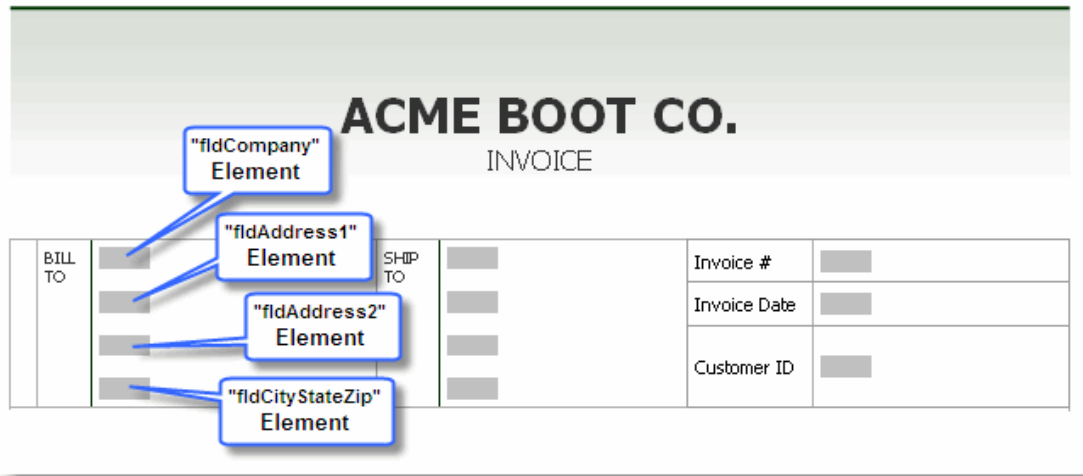 ACME BOOT CO.
INVOICE
"fldCompany"
Element
"fldAddress1"
Element
"fldAddress2"
Element
"fldCityStateZip"
Element
BILL
TO
SHIP
TO
Invoice #
Invoice Date
Customer ID